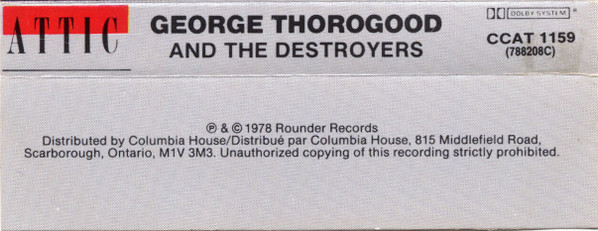 ATTIC
GEORGE THOROGOOD
AND THE DESTROYERS
DOLBY SYSTEM ®
CCAT 1159
(788208C)
℗ & © 1978 Rounder Records
Distributed by Columbia House/Distribué par Columbia House, 815 Middlefield Road,
Scarborough, Ontario, M1V 3M3. Unauthorized copying of this recording strictly prohibited.